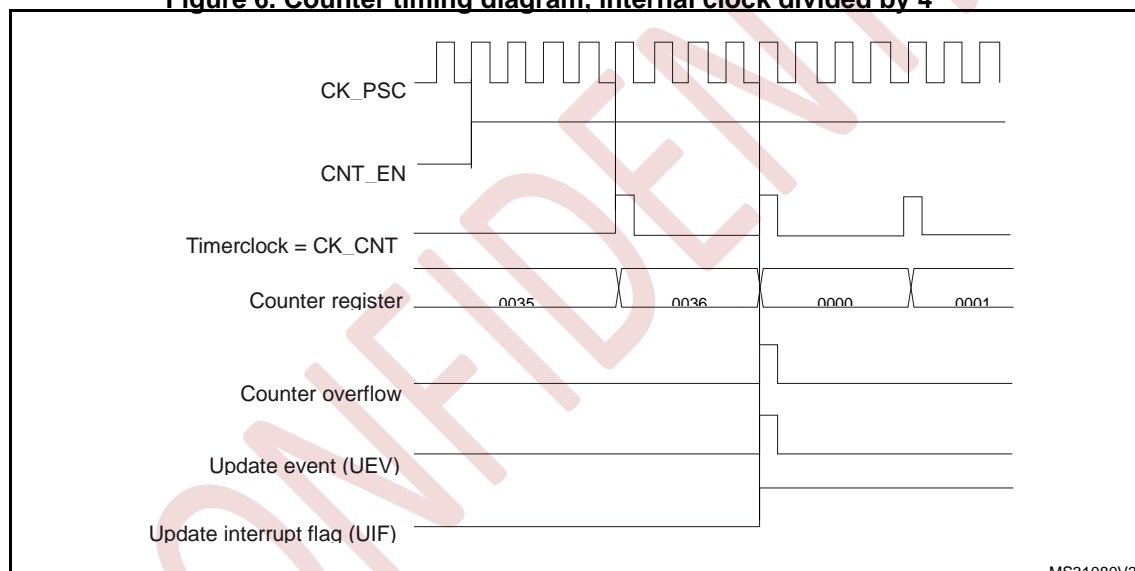 Figure 6. Counter timing diagram, internal clock divided by 4
CK_PSC
CNT_EN
Timerclock = CK_CNT
Counter register
0035
0036
0000
0001
Counter overflow
Update event (UEV)
Update interrupt flag (UIF)
CONFIDENT